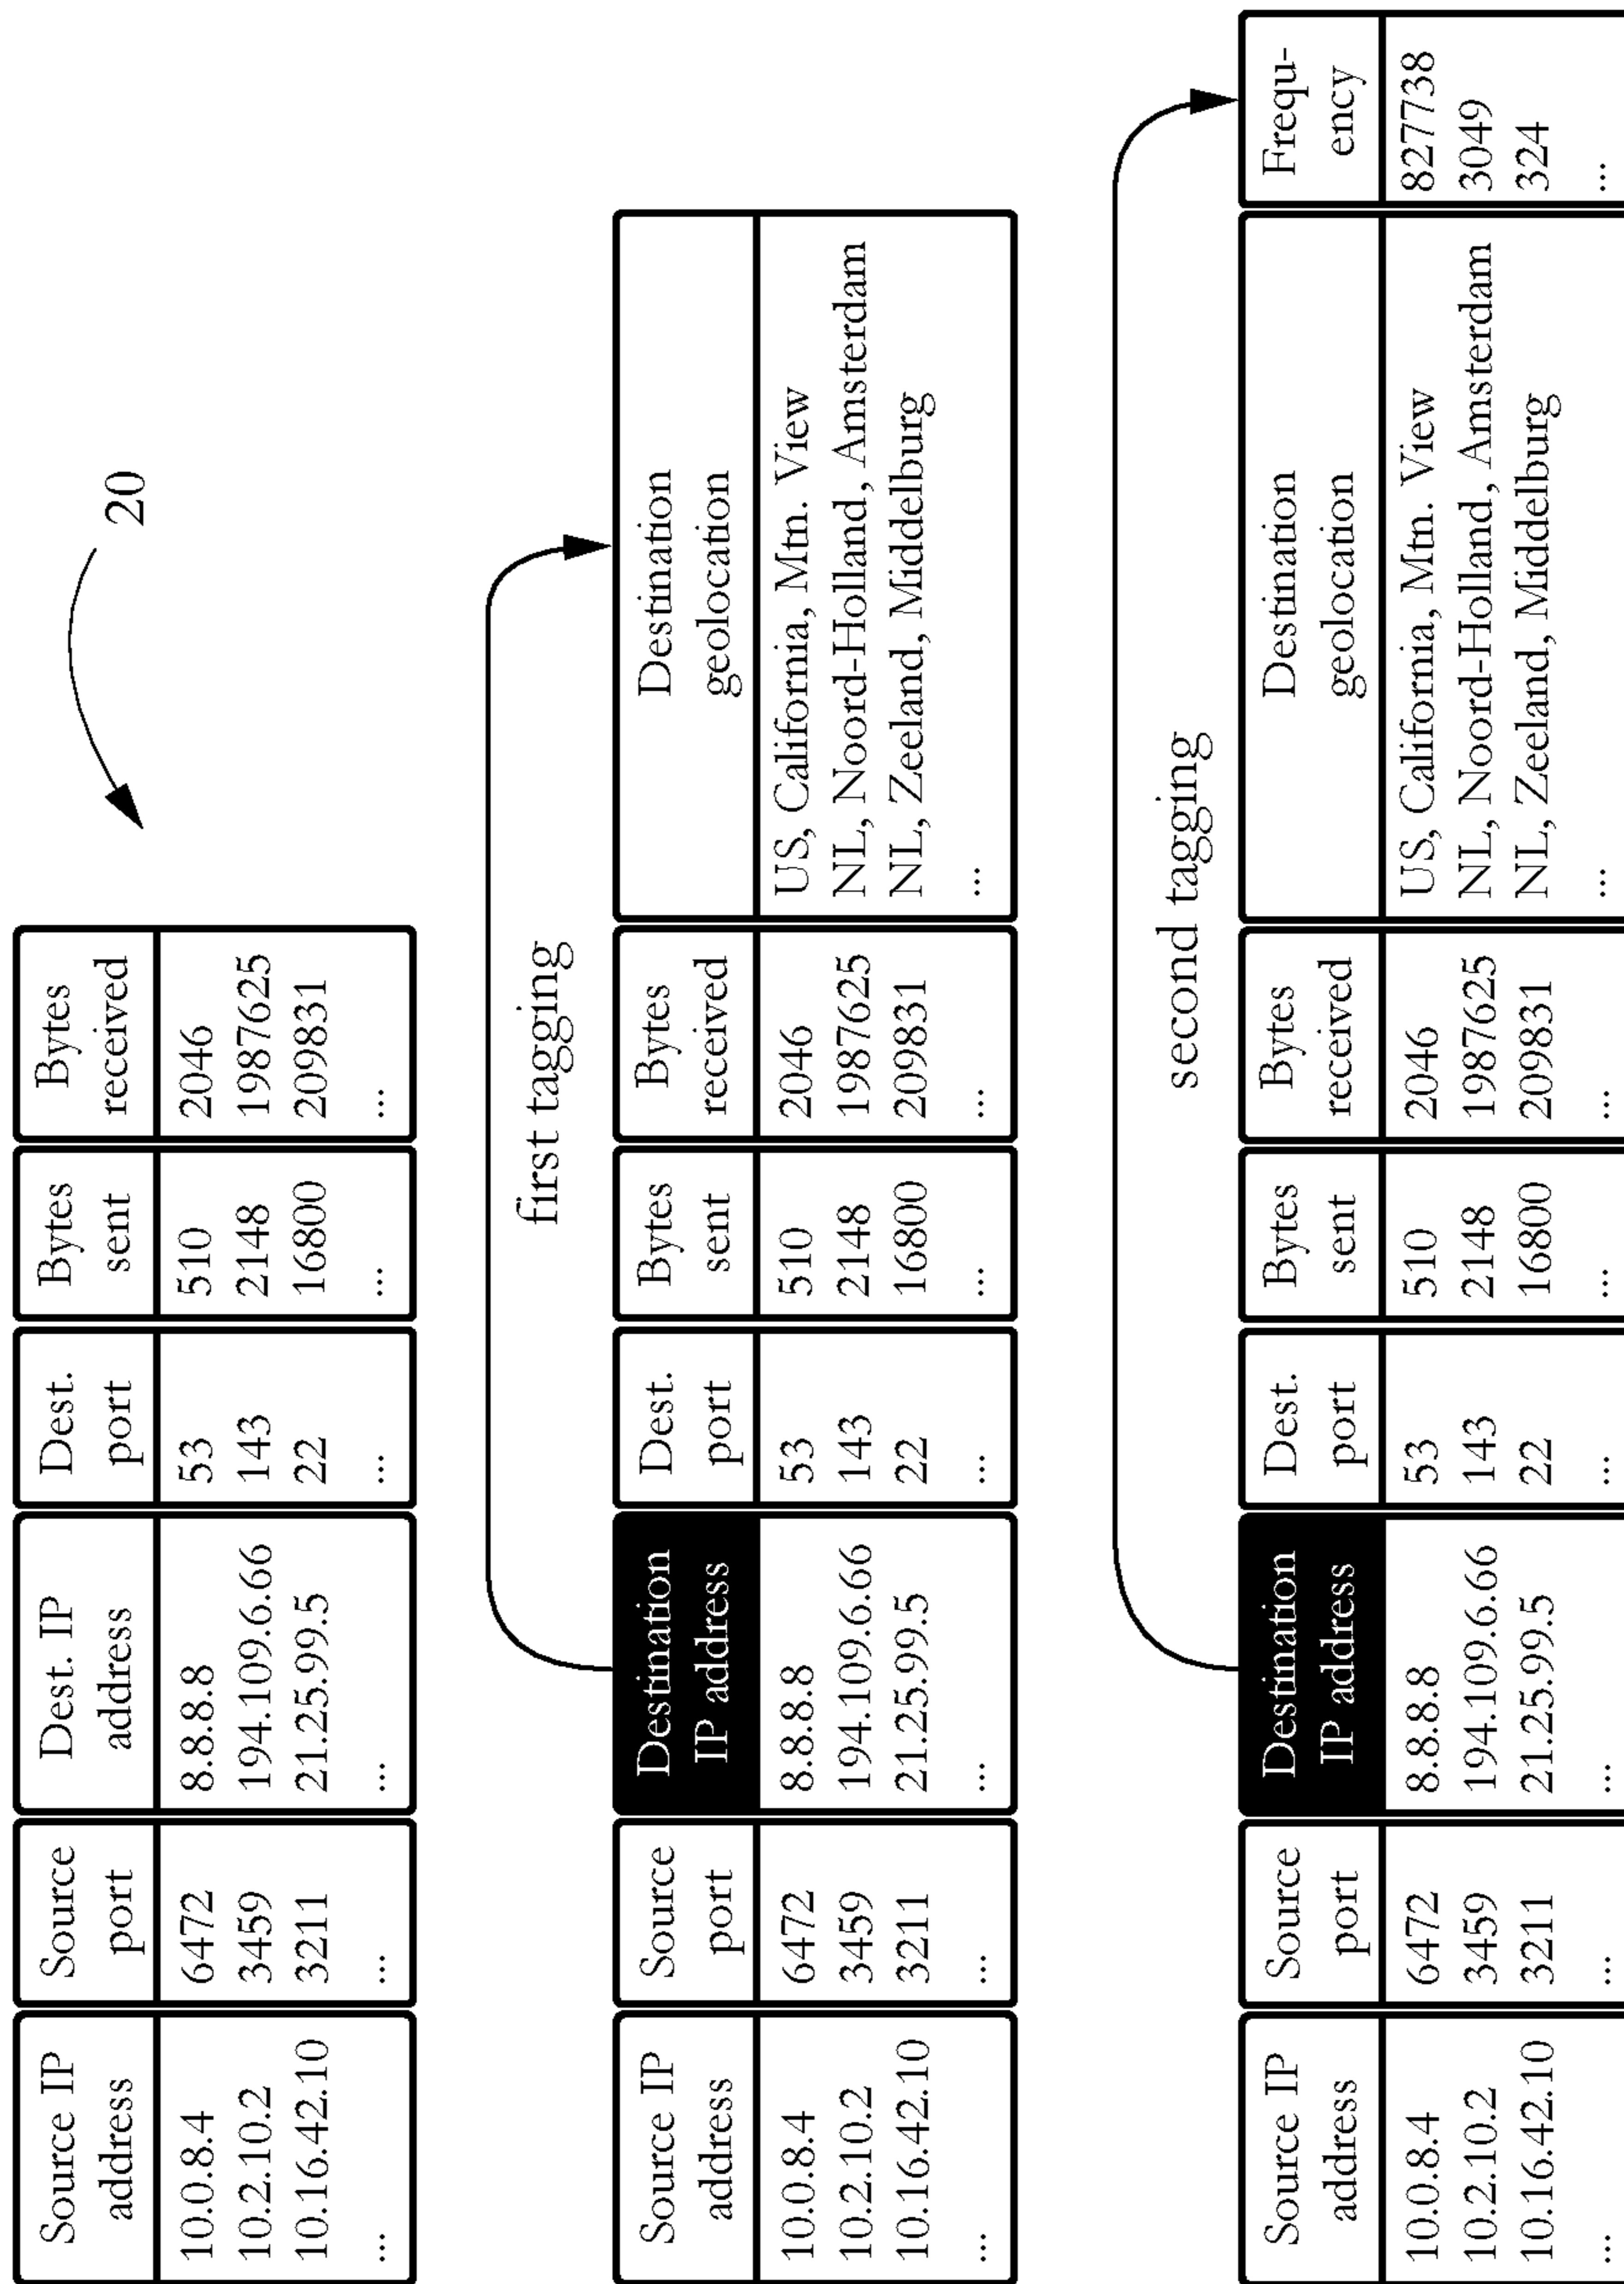 20
Source IP
address
Source
port
Dest. IP
address
Dest.
port
Bytes
sent
Bytes
received
10.0.8.4
10.2.10.2
10.16.42.10
...
6472
3459
3211
...
8.8.8.8
194.109.6.66
21.25.99.5
...
53
143
22
...
510
2148
16800
...
2046
1987625
209831
...
first tagging
Source IP
address
Source
port
Destination
IP address
Dest.
port
Bytes
sent
Bytes
received
Destination
geolocation
10.0.8.4
10.2.10.2
10.16.42.10
...
6472
3459
3211
...
8.8.8.8
194.109.6.66
21.25.99.5
...
53
143
22
...
510
2148
16800
...
2046
1987625
209831
...
US, California, Mtn. View
NL, Noord-Holland, Amsterdam
NL, Zeeland, Middelburg
...
second tagging
Source IP
address
Source
port
Destination
IP address
Dest.
port
Bytes
sent
Bytes
received
Destination
geolocation
Frequ-
ency
10.0.8.4
10.2.10.2
10.16.42.10
...
6472
3459
3211
...
8.8.8.8
194.109.6.66
21.25.99.5
...
53
143
22
...
510
2148
16800
...
2046
1987625
209831
...
US, California, Mtn. View
NL, Noord-Holland, Amsterdam
NL, Zeeland, Middelburg
...
827738
3049
324
...